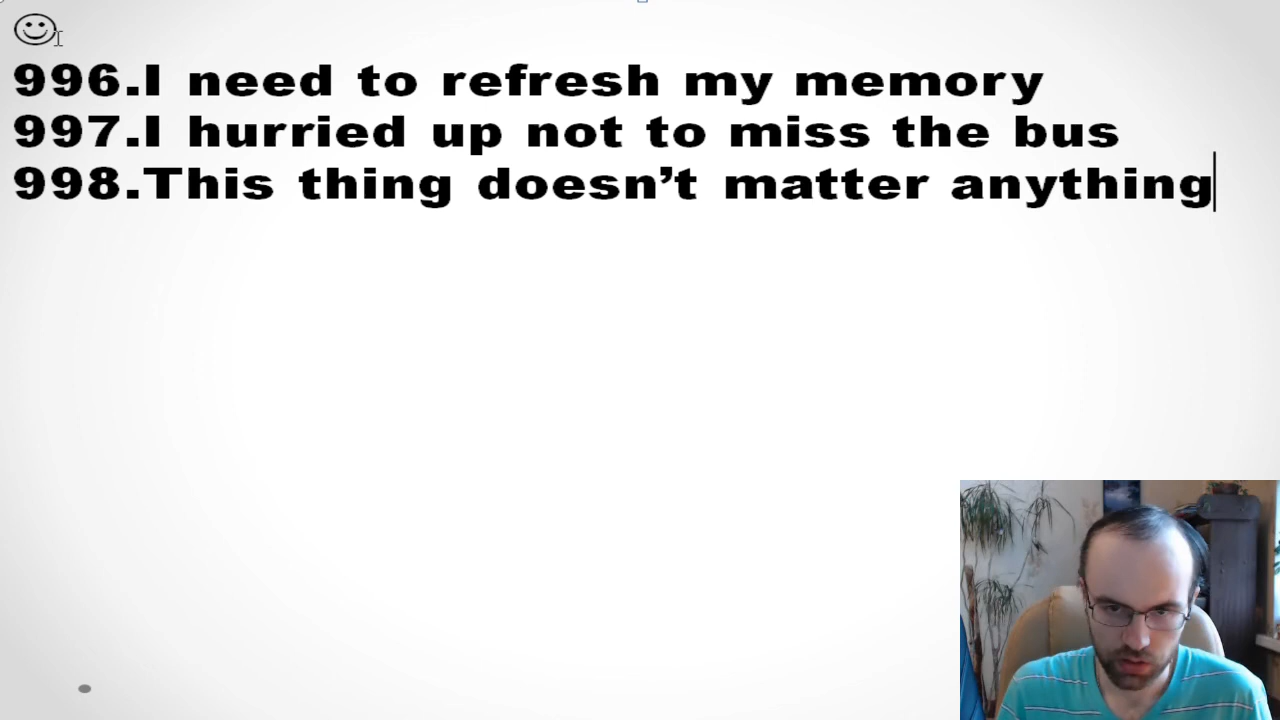 996.I need to refresh my memory
997.I hurried up not to miss the bus
998.This thing doesn’t matter anything